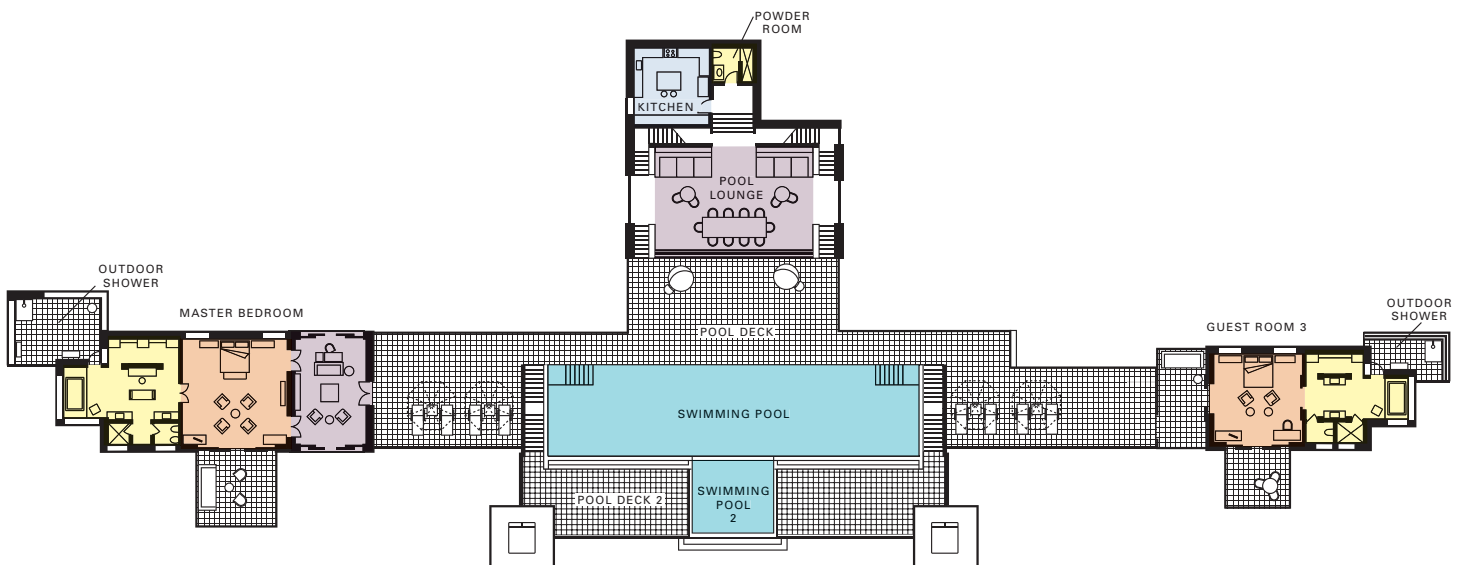 POWDER
ROOM
KITCHEN
POOL
LOUNGE
OUTDOOR
SHOWER
MASTER BEDROOM
POOL DECK
GUEST ROOM 3
OUTDOOR
SHOWER
SWIMMING POOL
POOL DECK 2
SWIMMING
POOL
2